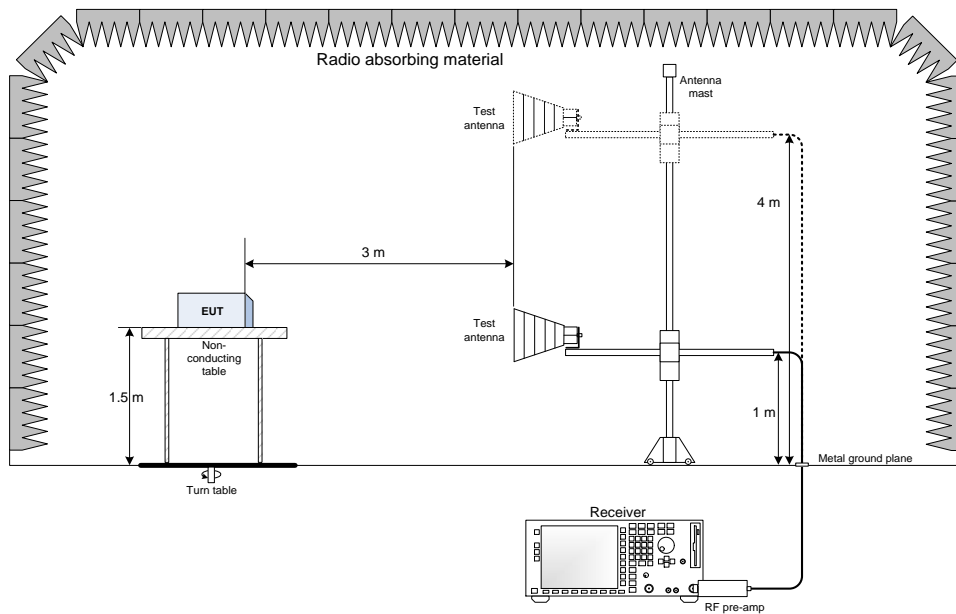 Radio absorbing material
Antenna
mast
Test
antenna
4 m
3 m
EUT
Test
antenna
Non-
conducting
table
1.5 m
1 m
Metal ground plane
Turn table
Receiver
RF pre-amp